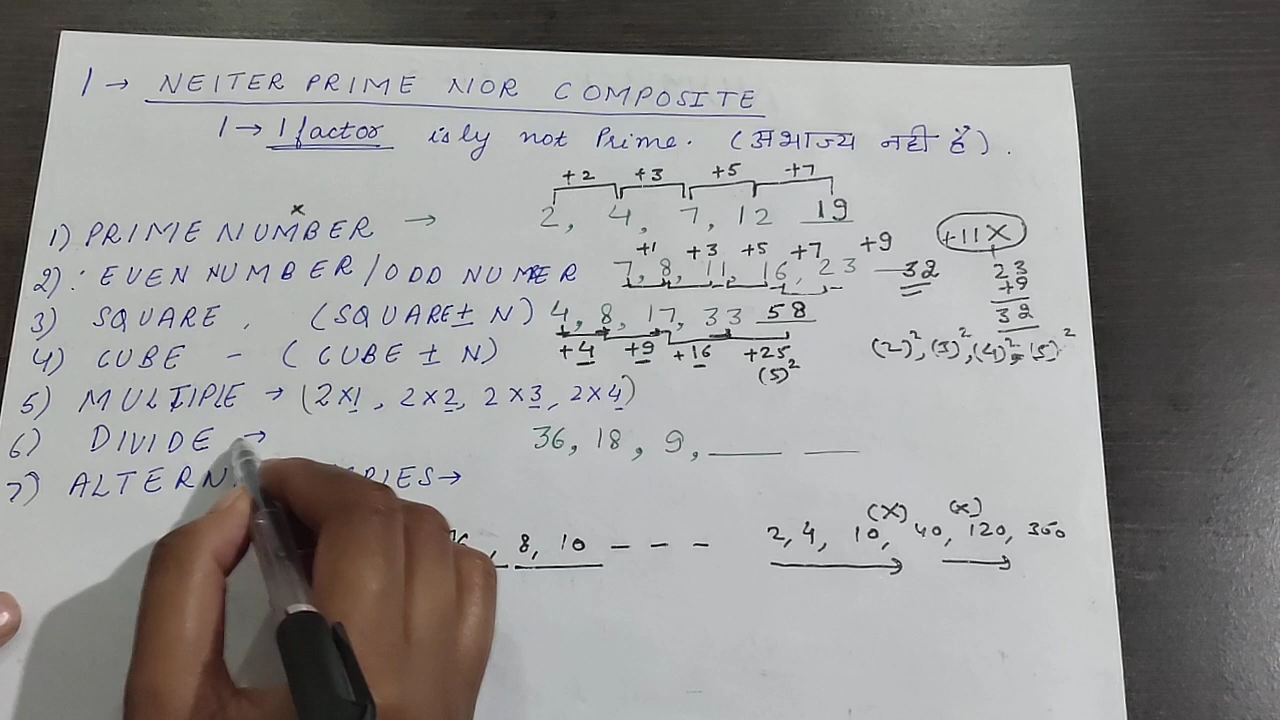 1 → NEITER PRIME NOR COMPOSITE
1 → 1 factor is ly not Prime. (अभाज्य नहीं है).
+2 +3 +5 +7
x
1) PRIME NUMBER → 2, 4, 7, 12 19
+1 +3 +5 +7 +9 +11X
2): EVEN NUMBER / ODD NUMER 7, 8, 11, 16, 23 32
23
+9
32
3) SQUARE, (SQUARE ± N) 4, 8, 17, 33 58
4) CUBE - (CUBE ± N) +4 +9 +16 +25 (2)², (3)², (4)², (5)²
(5)²
5) MULTIPLE → (2×1, 2×2, 2×3, 2×4)
6) DIVIDE → 36, 18, 9, ___ ___
7) →
(X) (x)
, 8, 10 - - - 2, 4, 10, 40, 120, 360